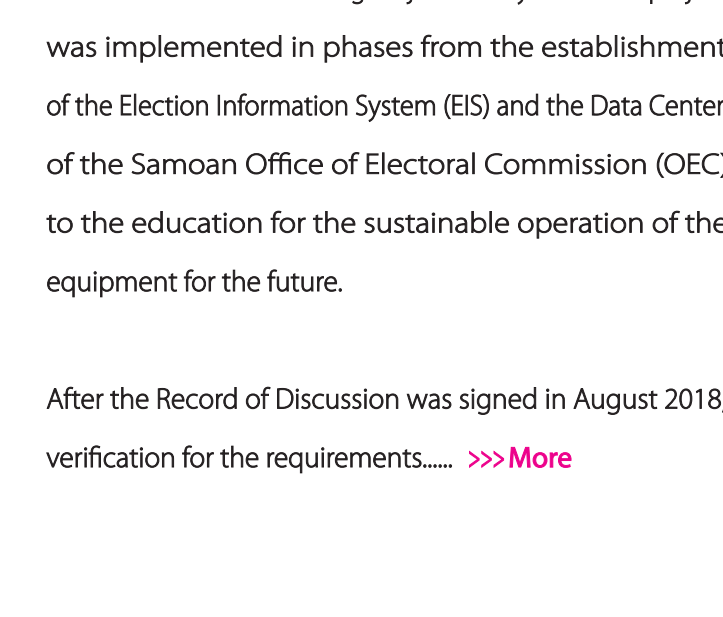 was implemented in phases from the establishment
of the Election Information System (EIS) and the Data Center
of the Samoan Office of Electoral Commission (OEC)
to the education for the sustainable operation of the
equipment for the future.
After the Record of Discussion was signed in August 2018,
verification for the requirements...... >>> More